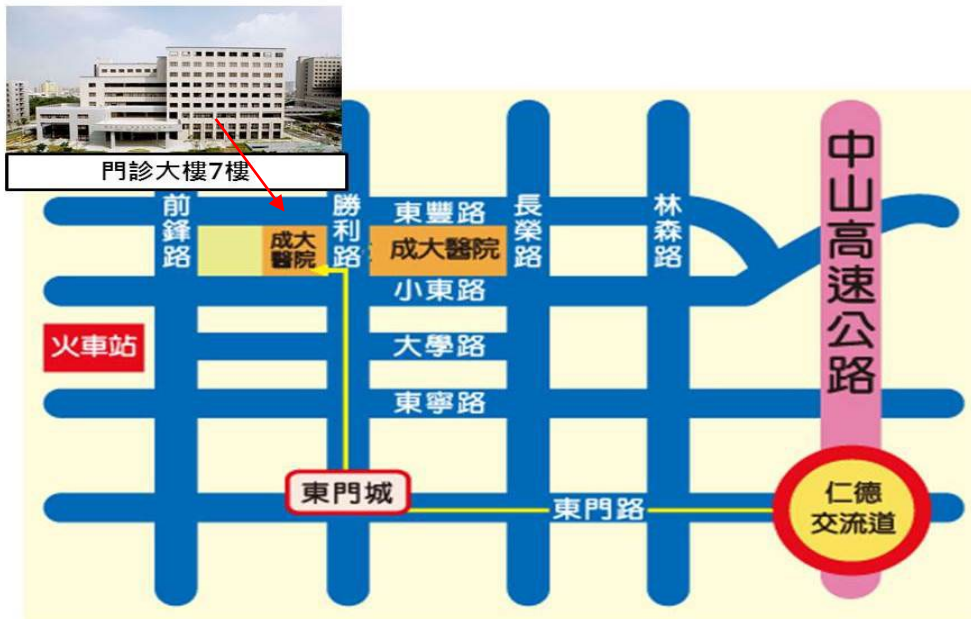 門診大樓7樓
前鋒路
勝利路
東豐路
長榮路
林森路
中山高速公路
成大
醫院
成大醫院
小東路
火車站
大學路
東寧路
東門城
東門路
仁德
交流道